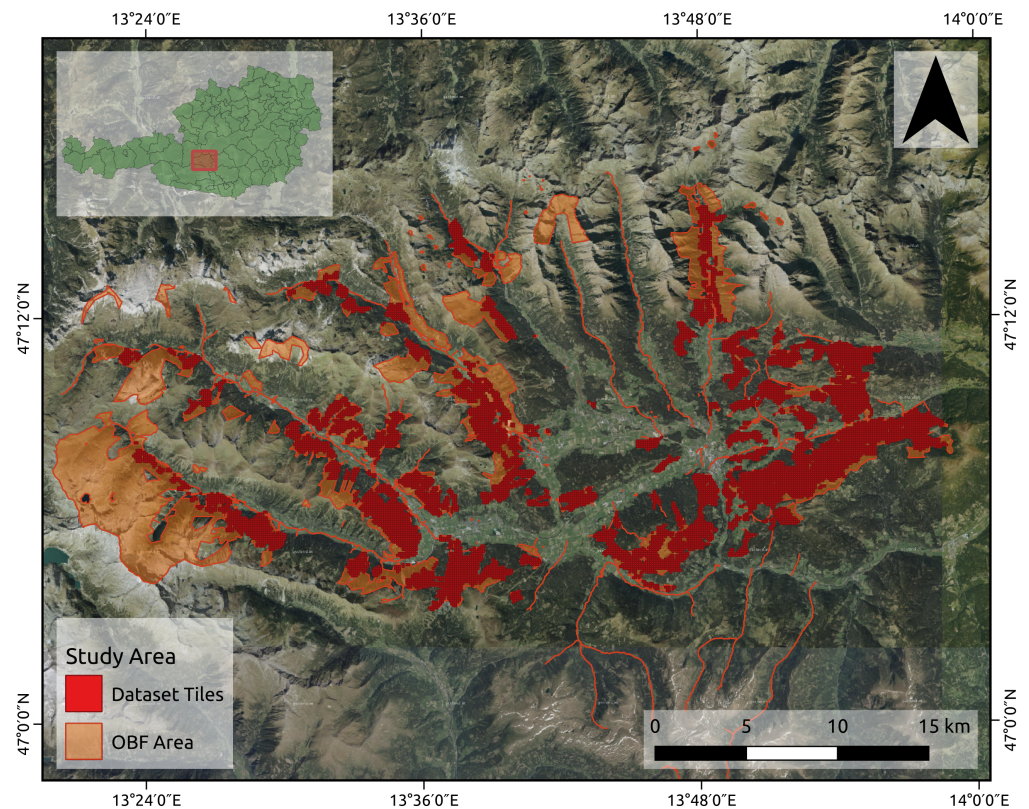 13°24′0″E 13°36′0″E 13°48′0″E 14°0′0″E
47°12′0″N 47°12′0″N
Study Area
Dataset Tiles
OBF Area
0 5 10 15 km
47°0′0″N 47°0′0″N
13°24′0″E 13°36′0″E 13°48′0″E 14°0′0″E